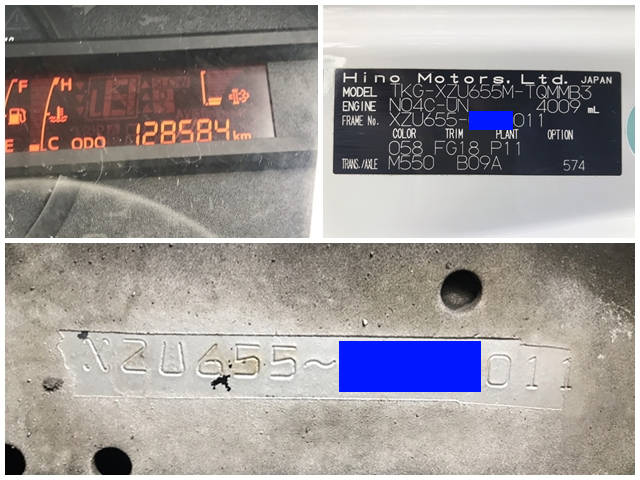 F H
E C ODO 128584 km
Hino Motors, Ltd. JAPAN
MODEL TKG-XZU655M-TQMMB3
ENGINE N04C-UN 4009 mL
FRAME No. XZU655- 011
COLOR TRIM PLANT OPTION
058 FG18 P11
TRANS./AXLE M550 B09A 574
XZU655~ 011